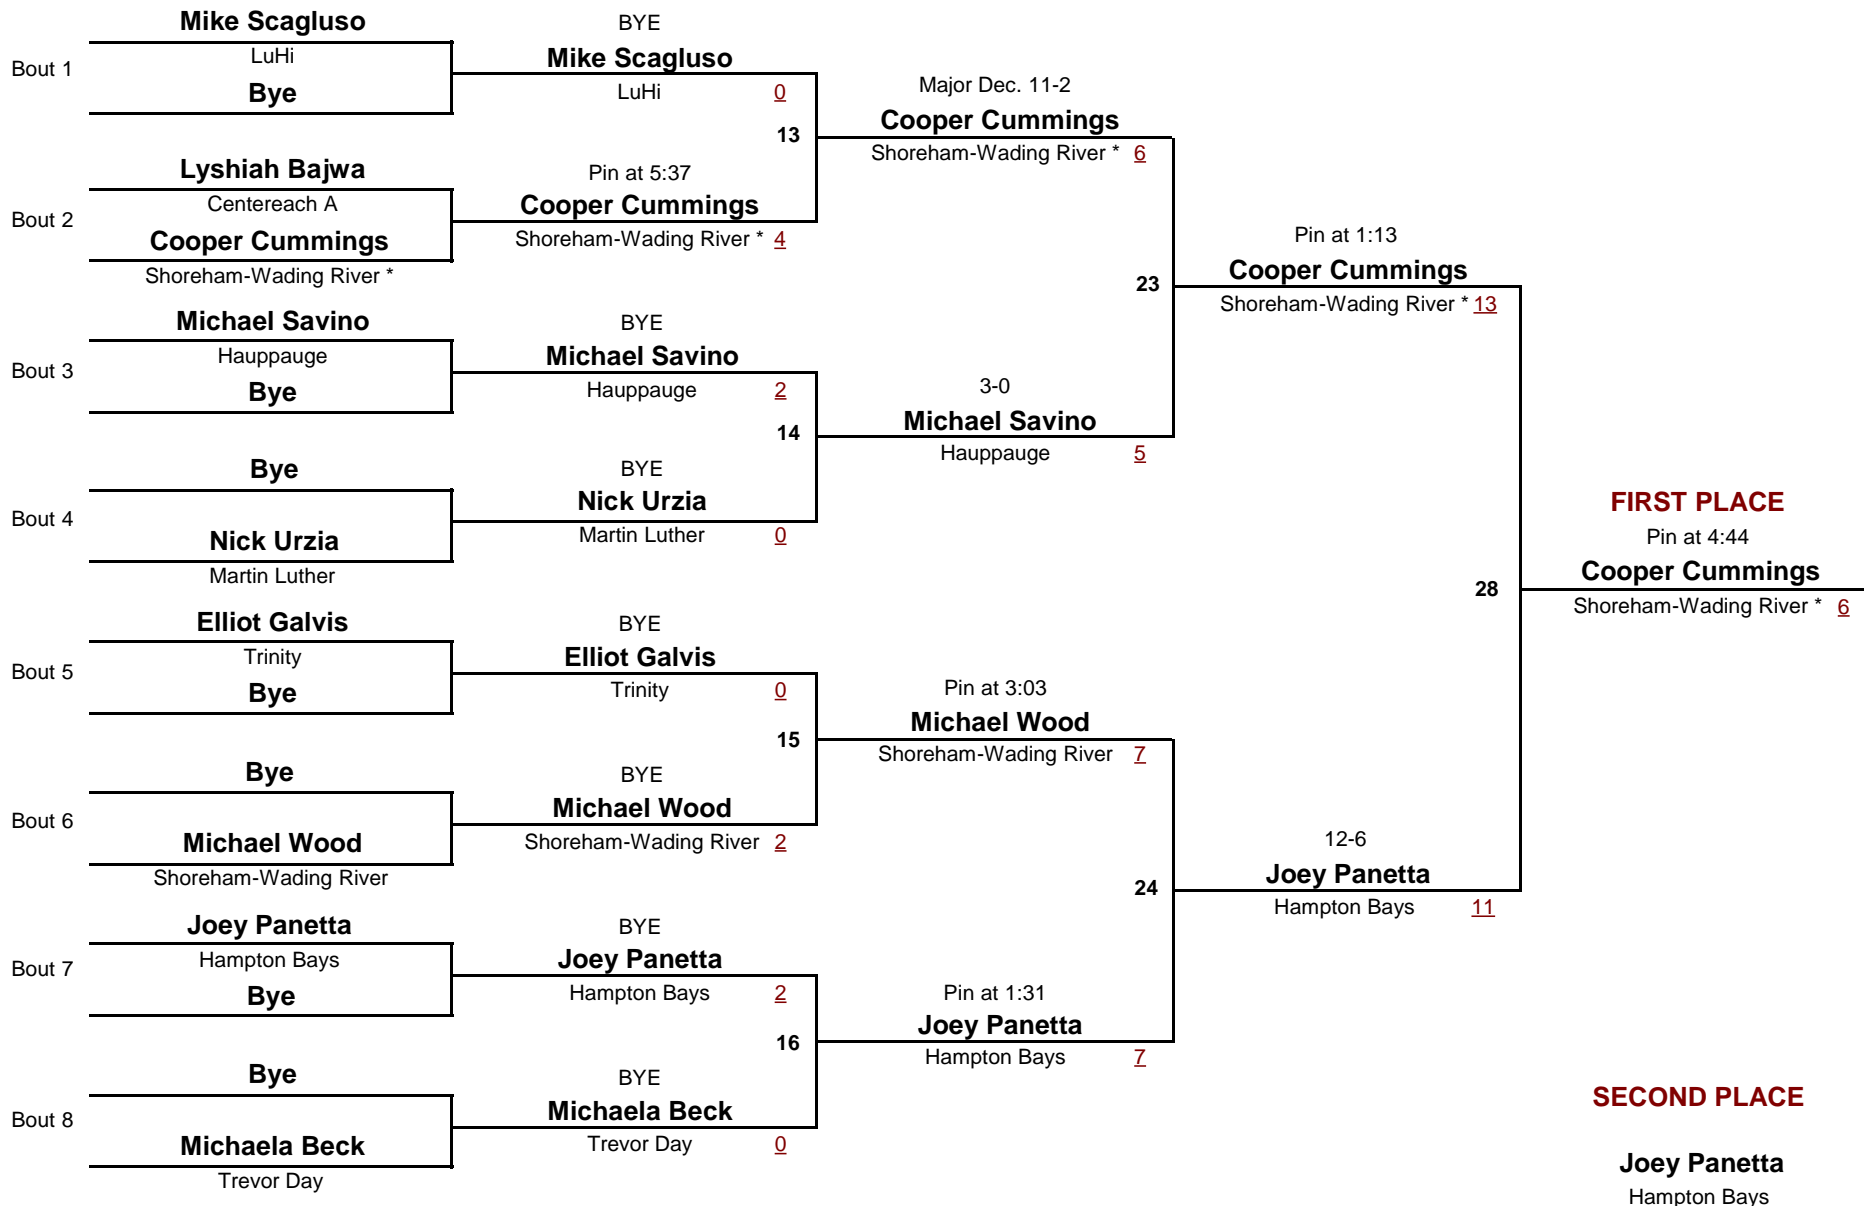 Mike Scagluso
LuHi
Bout 1
Bye
Lyshiah Bajwa
Centereach A
Bout 2
Cooper Cummings
Shoreham-Wading River *
Michael Savino
Hauppauge
Bout 3
Bye
Bye
Bout 4
Nick Urzia
Martin Luther
Elliot Galvis
Trinity
Bout 5
Bye
Bye
Bout 6
Michael Wood
Shoreham-Wading River
Joey Panetta
Hampton Bays
Bout 7
Bye
Bye
Bout 8
Michaela Beck
Trevor Day
BYE
Mike Scagluso
LuHi 0
13
Pin at 5:37
Cooper Cummings
Shoreham-Wading River * 4
BYE
Michael Savino
Hauppauge 2
14
BYE
Nick Urzia
Martin Luther 0
BYE
Elliot Galvis
Trinity 0
15
BYE
Michael Wood
Shoreham-Wading River 2
BYE
Joey Panetta
Hampton Bays 2
16
BYE
Michaela Beck
Trevor Day 0
Major Dec. 11-2
Cooper Cummings
Shoreham-Wading River * 6
23
3-0
Michael Savino
Hauppauge 5
Pin at 3:03
Michael Wood
Shoreham-Wading River 7
24
Pin at 1:31
Joey Panetta
Hampton Bays 7
Pin at 1:13
Cooper Cummings
Shoreham-Wading River * 13
28
12-6
Joey Panetta
Hampton Bays 11
FIRST PLACE
Pin at 4:44
Cooper Cummings
Shoreham-Wading River * 6
SECOND PLACE
Joey Panetta
Hampton Bays